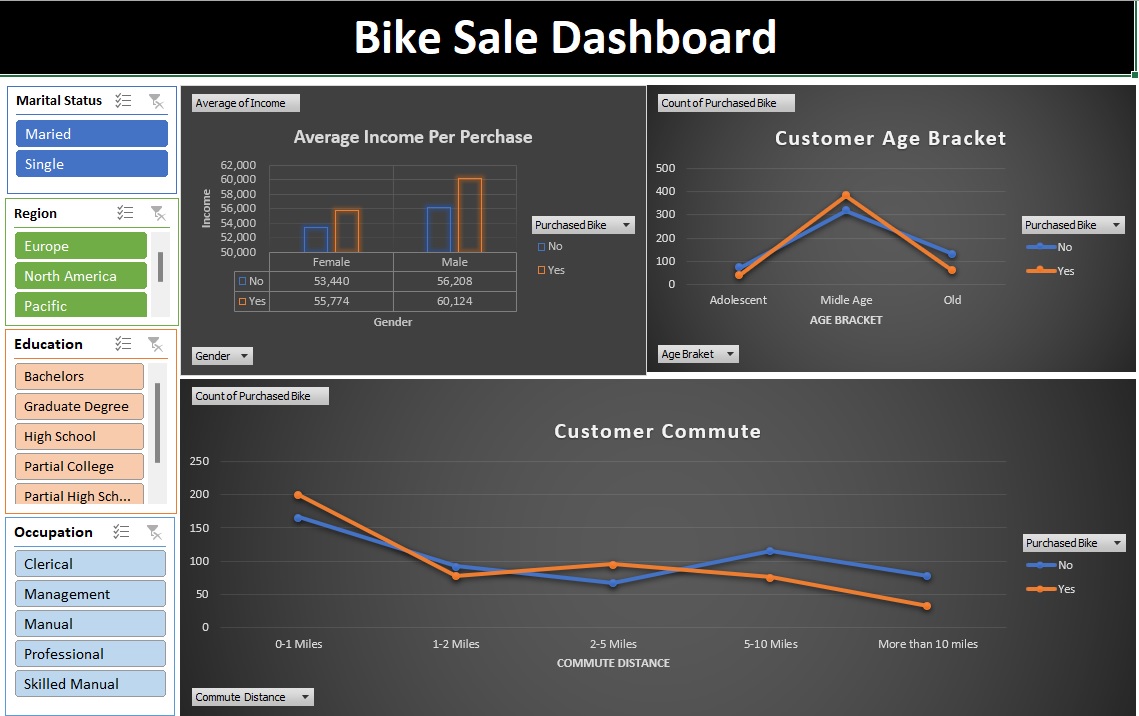 Bike Sale Dashboard
Marital Status
Maried
Single
Region
Europe
North America
Pacific
Education
Bachelors
Graduate Degree
High School
Partial College
Partial High Sch...
Occupation
Clerical
Management
Manual
Professional
Skilled Manual
Average of Income
Average Income Per Perchase
62,000
60,000
58,000
56,000
54,000
52,000
50,000
Income
Female Male
No 53,440 56,208
Yes 55,774 60,124
Gender
Purchased Bike
No
Yes
Gender
Count of Purchased Bike
Customer Age Bracket
500
400
300
200
100
0
Adolescent Midle Age Old
AGE BRACKET
Purchased Bike
No
Yes
Age Braket
Count of Purchased Bike
Customer Commute
250
200
150
100
50
0
0-1 Miles 1-2 Miles 2-5 Miles 5-10 Miles More than 10 miles
COMMUTE DISTANCE
Purchased Bike
No
Yes
Commute Distance